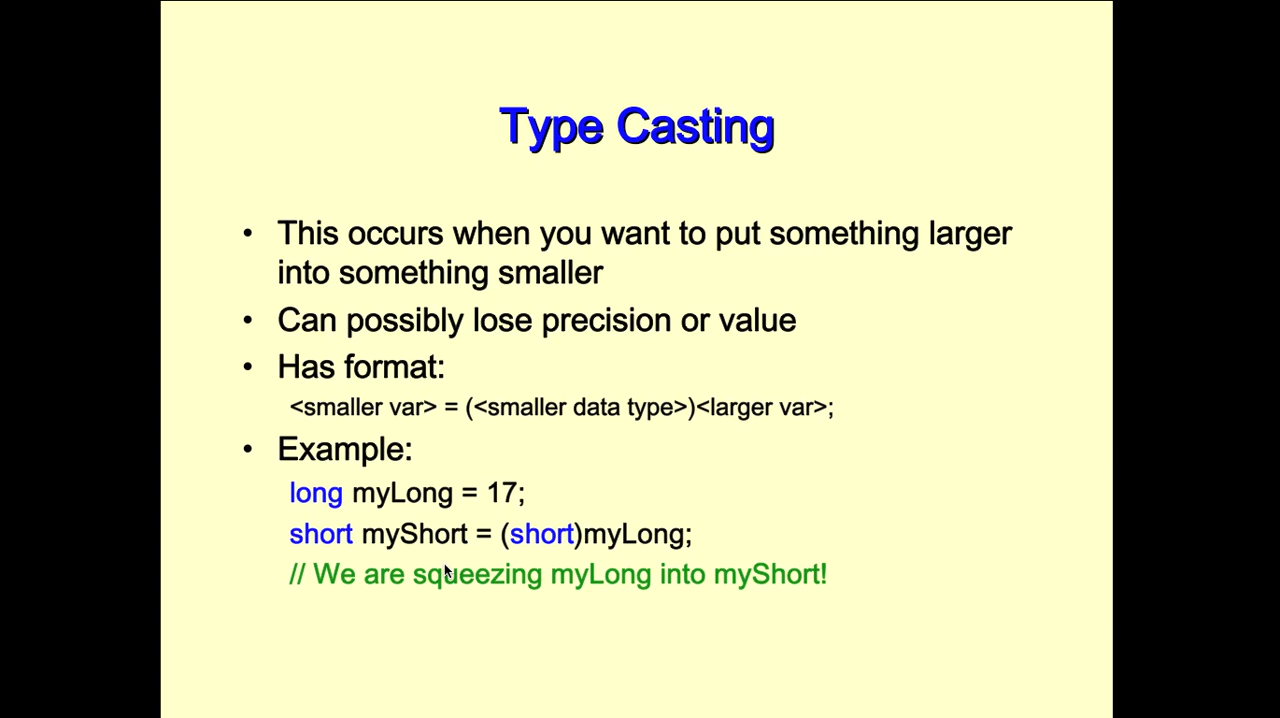 Type Casting
• This occurs when you want to put something larger
into something smaller
• Can possibly lose precision or value
• Has format:
<smaller var> = (<smaller data type>)<larger var>;
• Example:
long myLong = 17;
short myShort = (short)myLong;
// We are squeezing myLong into myShort!